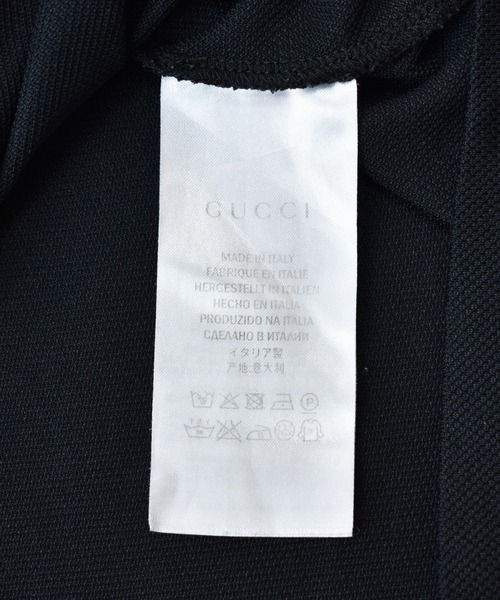 GUCCI
MADE IN ITALY
FABRIQUE EN ITALIE
HERGESTELLT IN ITALIEN
HECHO EN ITALIA
PRODUZIDO NA ITALIA
СДЕЛАНО В ИТАЛИИ
イタリア製
产地:意大利
P